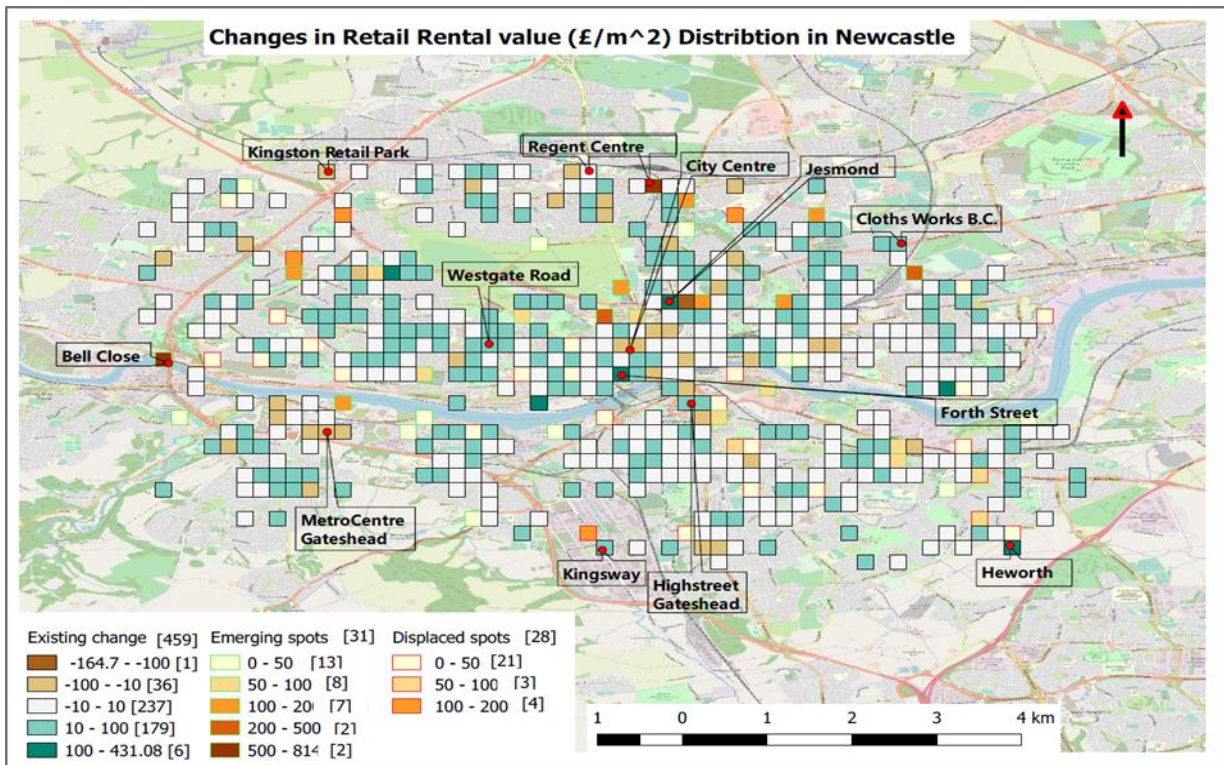 Changes in Retail Rental value (£/m^2) Distribtion in Newcastle
Kingston Retail Park
Regent Centre
City Centre
Jesmond
Cloths Works B.C.
Westgate Road
Bell Close
Forth Street
MetroCentre
Gateshead
Kingsway
Highstreet
Gateshead
Heworth
Existing change [459]
-164.7 - -100 [1]
-100 - -10 [36]
-10 - 10 [237]
10 - 100 [179]
100 - 431.08 [6]
Emerging spots [31]
0 - 50 [13]
50 - 100 [8]
100 - 20 [7]
200 - 500 [2]
500 - 814 [2]
Displaced spots [28]
0 - 50 [21]
50 - 100 [3]
100 - 200 [4]
1 0 1 2 3 4 km